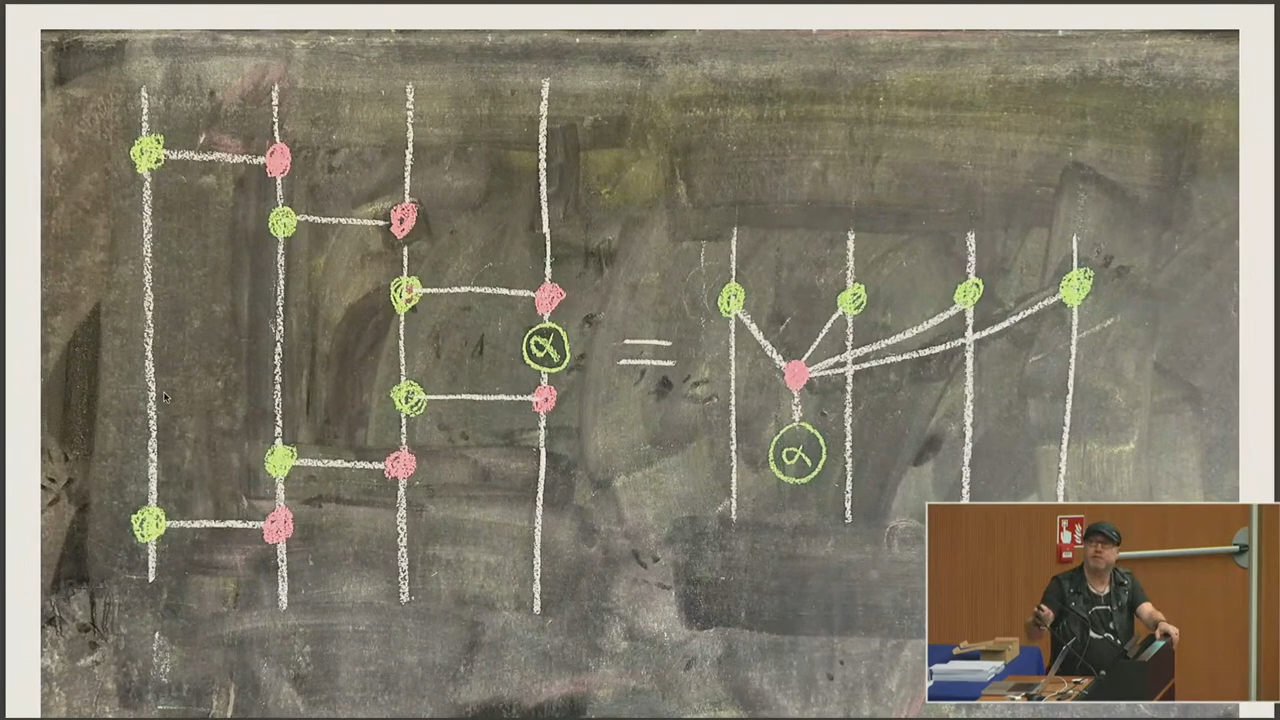 α
=
α